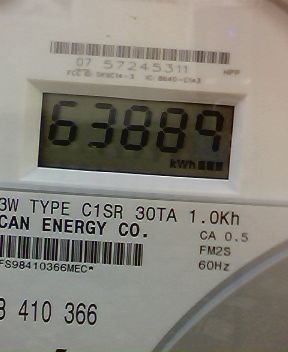 07 57245311
63889
kWh
3W TYPE C1SR 30TA 1.0Kh
CAN ENERGY CO.
CA 0.5
FM2S
FS98410366MEC*
60Hz
410 366